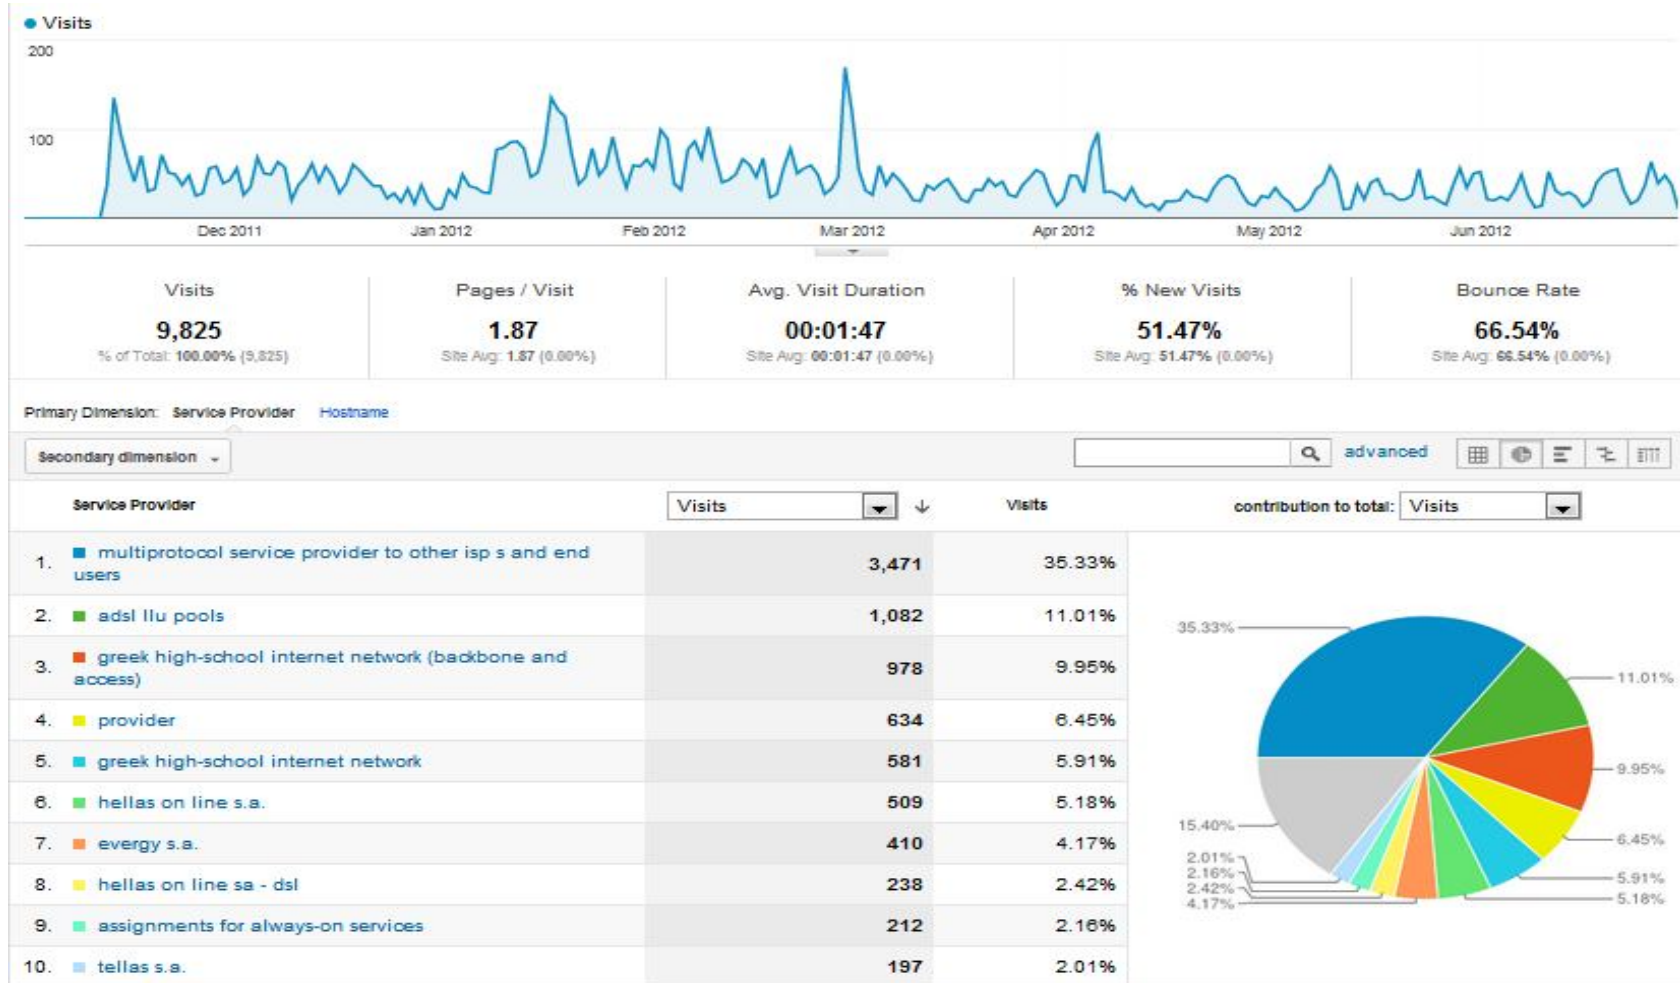 Visits
200
100
Dec 2011 Jan 2012 Feb 2012 Mar 2012 Apr 2012 May 2012 Jun 2012
Visits Pages / Visit Avg. Visit Duration % New Visits Bounce Rate
9,825 1.87 00:01:47 51.47% 66.54%
% of Total: 100.00% (9,825) Site Avg: 1.87 (0.00%) Site Avg: 00:01:47 (0.00%) Site Avg: 51.47% (0.00%) Site Avg: 66.54% (0.00%)
Primary Dimension: Service Provider Hostname
Secondary dimension advanced
Service Provider Visits Visits contribution to total: Visits
1. multiprotocol service provider to other isp s and end
users
3,471 35.33%
2. adsl llu pools 1,082 11.01%
3. greek high-school internet network (backbone and
access)
978 9.95%
4. provider 634 6.45%
5. greek high-school internet network 581 5.91%
6. hellas on line s.a. 509 5.18%
7. evergy s.a. 410 4.17%
8. hellas on line sa - dsl 238 2.42%
9. assignments for always-on services 212 2.16%
10. tellas s.a. 197 2.01%
35.33%
11.01%
9.95%
6.45%
5.91%
5.18%
15.40%
2.01%
2.16%
2.42%
4.17%